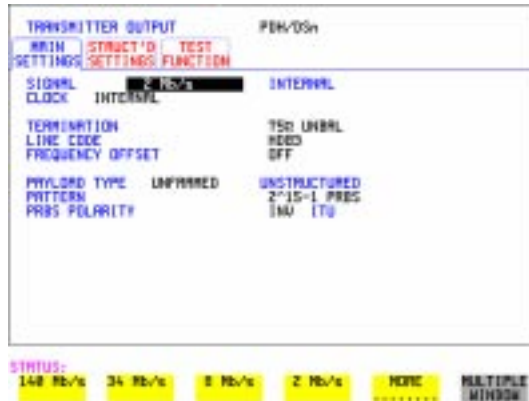 TRANSMITTER OUTPUT PDH/DSn
MAIN STRUCT'D TEST
SETTINGS SETTINGS FUNCTION
SIGNAL 2 Mb/s INTERNAL
CLOCK INTERNAL
TERMINATION 75Ω UNBAL
LINE CODE HDB3
FREQUENCY OFFSET OFF
PAYLOAD TYPE UNFRAMED UNSTRUCTURED
PATTERN 2^15-1 PRBS
PRBS POLARITY INV ITU
STATUS:
140 Mb/s 34 Mb/s 8 Mb/s 2 Mb/s MORE MULTIPLE
-------- WINDOW